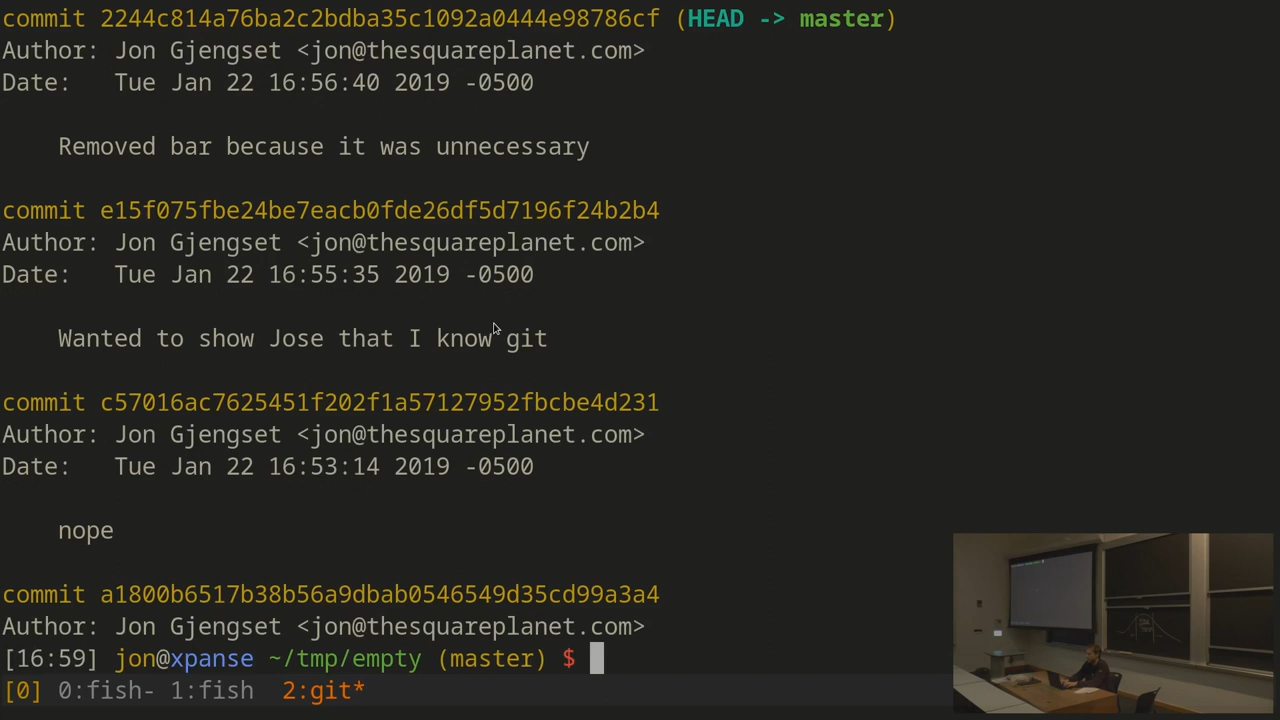 commit 2244c814a76ba2c2bdba35c1092a0444e98786cf (HEAD -> master)
Author: Jon Gjengset <jon@thesquareplanet.com>
Date:   Tue Jan 22 16:56:40 2019 -0500
Removed bar because it was unnecessary
commit e15f075fbe24be7eacb0fde26df5d7196f24b2b4
Author: Jon Gjengset <jon@thesquareplanet.com>
Date:   Tue Jan 22 16:55:35 2019 -0500
Wanted to show Jose that I know git
commit c57016ac7625451f202f1a57127952fbcbe4d231
Author: Jon Gjengset <jon@thesquareplanet.com>
Date:   Tue Jan 22 16:53:14 2019 -0500
nope
commit a1800b6517b38b56a9dbab0546549d35cd99a3a4
Author: Jon Gjengset <jon@thesquareplanet.com>
[16:59] jon@xpanse ~/tmp/empty (master) $
[0] 0:fish- 1:fish  2:git*